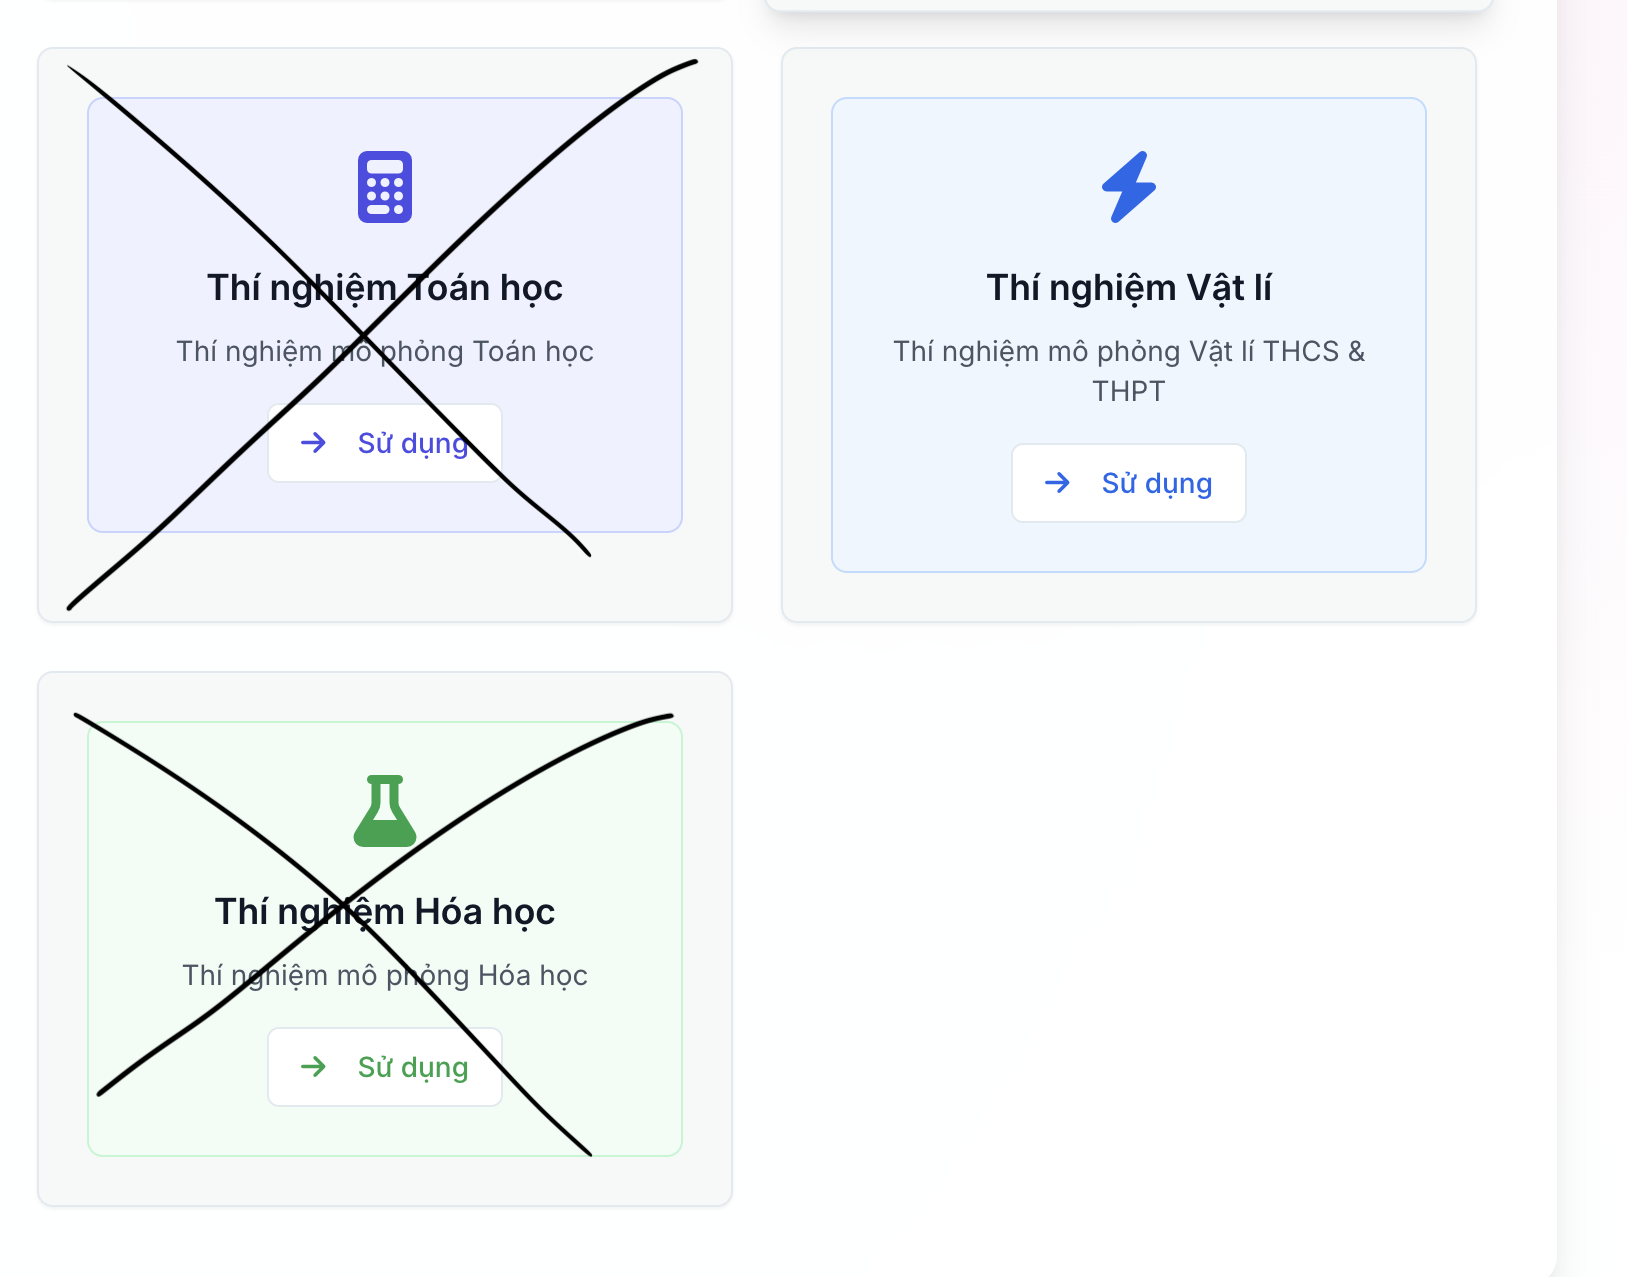 Thí nghiệm Toán học
Thí nghiệm mô phỏng Toán học
Sử dụng
Thí nghiệm Vật lí
Thí nghiệm mô phỏng Vật lí THCS &
THPT
Sử dụng
Thí nghiệm Hóa học
Thí nghiệm mô phỏng Hóa học
Sử dụng